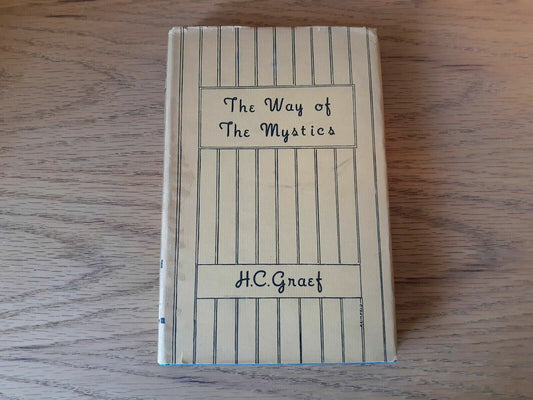 The Way of
The Mystics
H.C. Graef